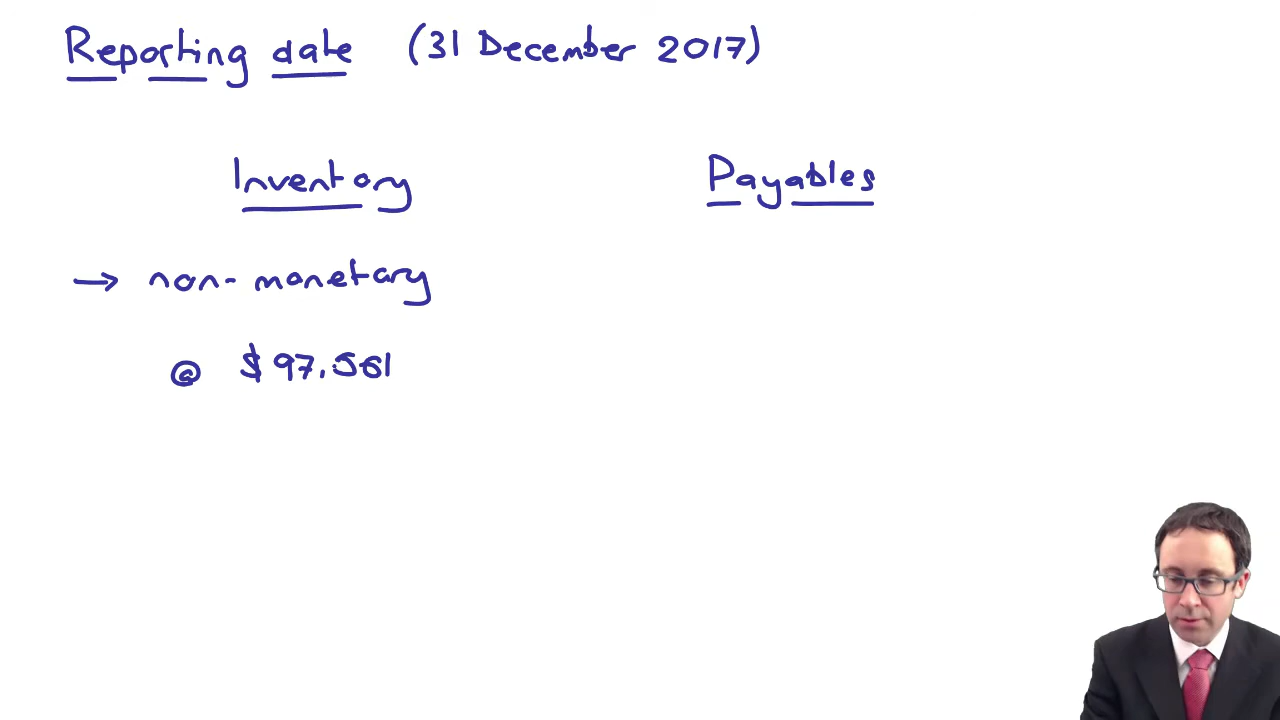 Reporting date (31 December 2017)
Inventory
Payables
→ non-monetary
@ $97,561